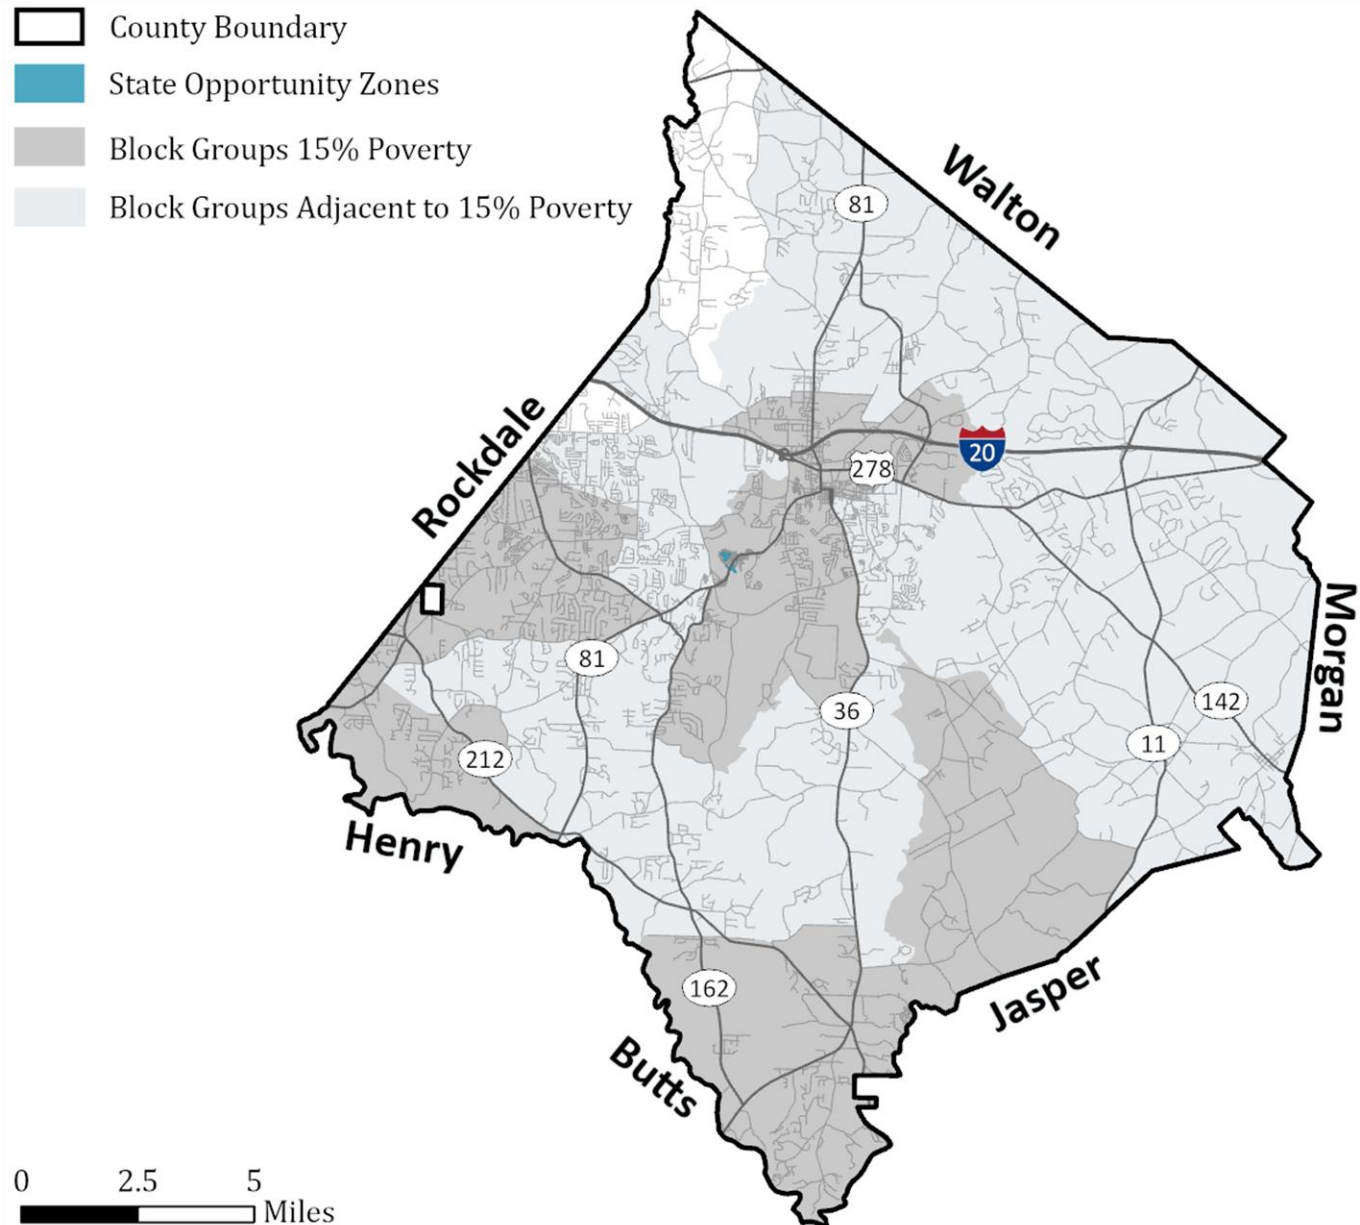 County Boundary
State Opportunity Zones
Block Groups 15% Poverty
Block Groups Adjacent to 15% Poverty
Walton
81
Rockdale
20
278
Morgan
81
36
142
11
212
Henry
162
Jasper
Butts
0 2.5 5
Miles